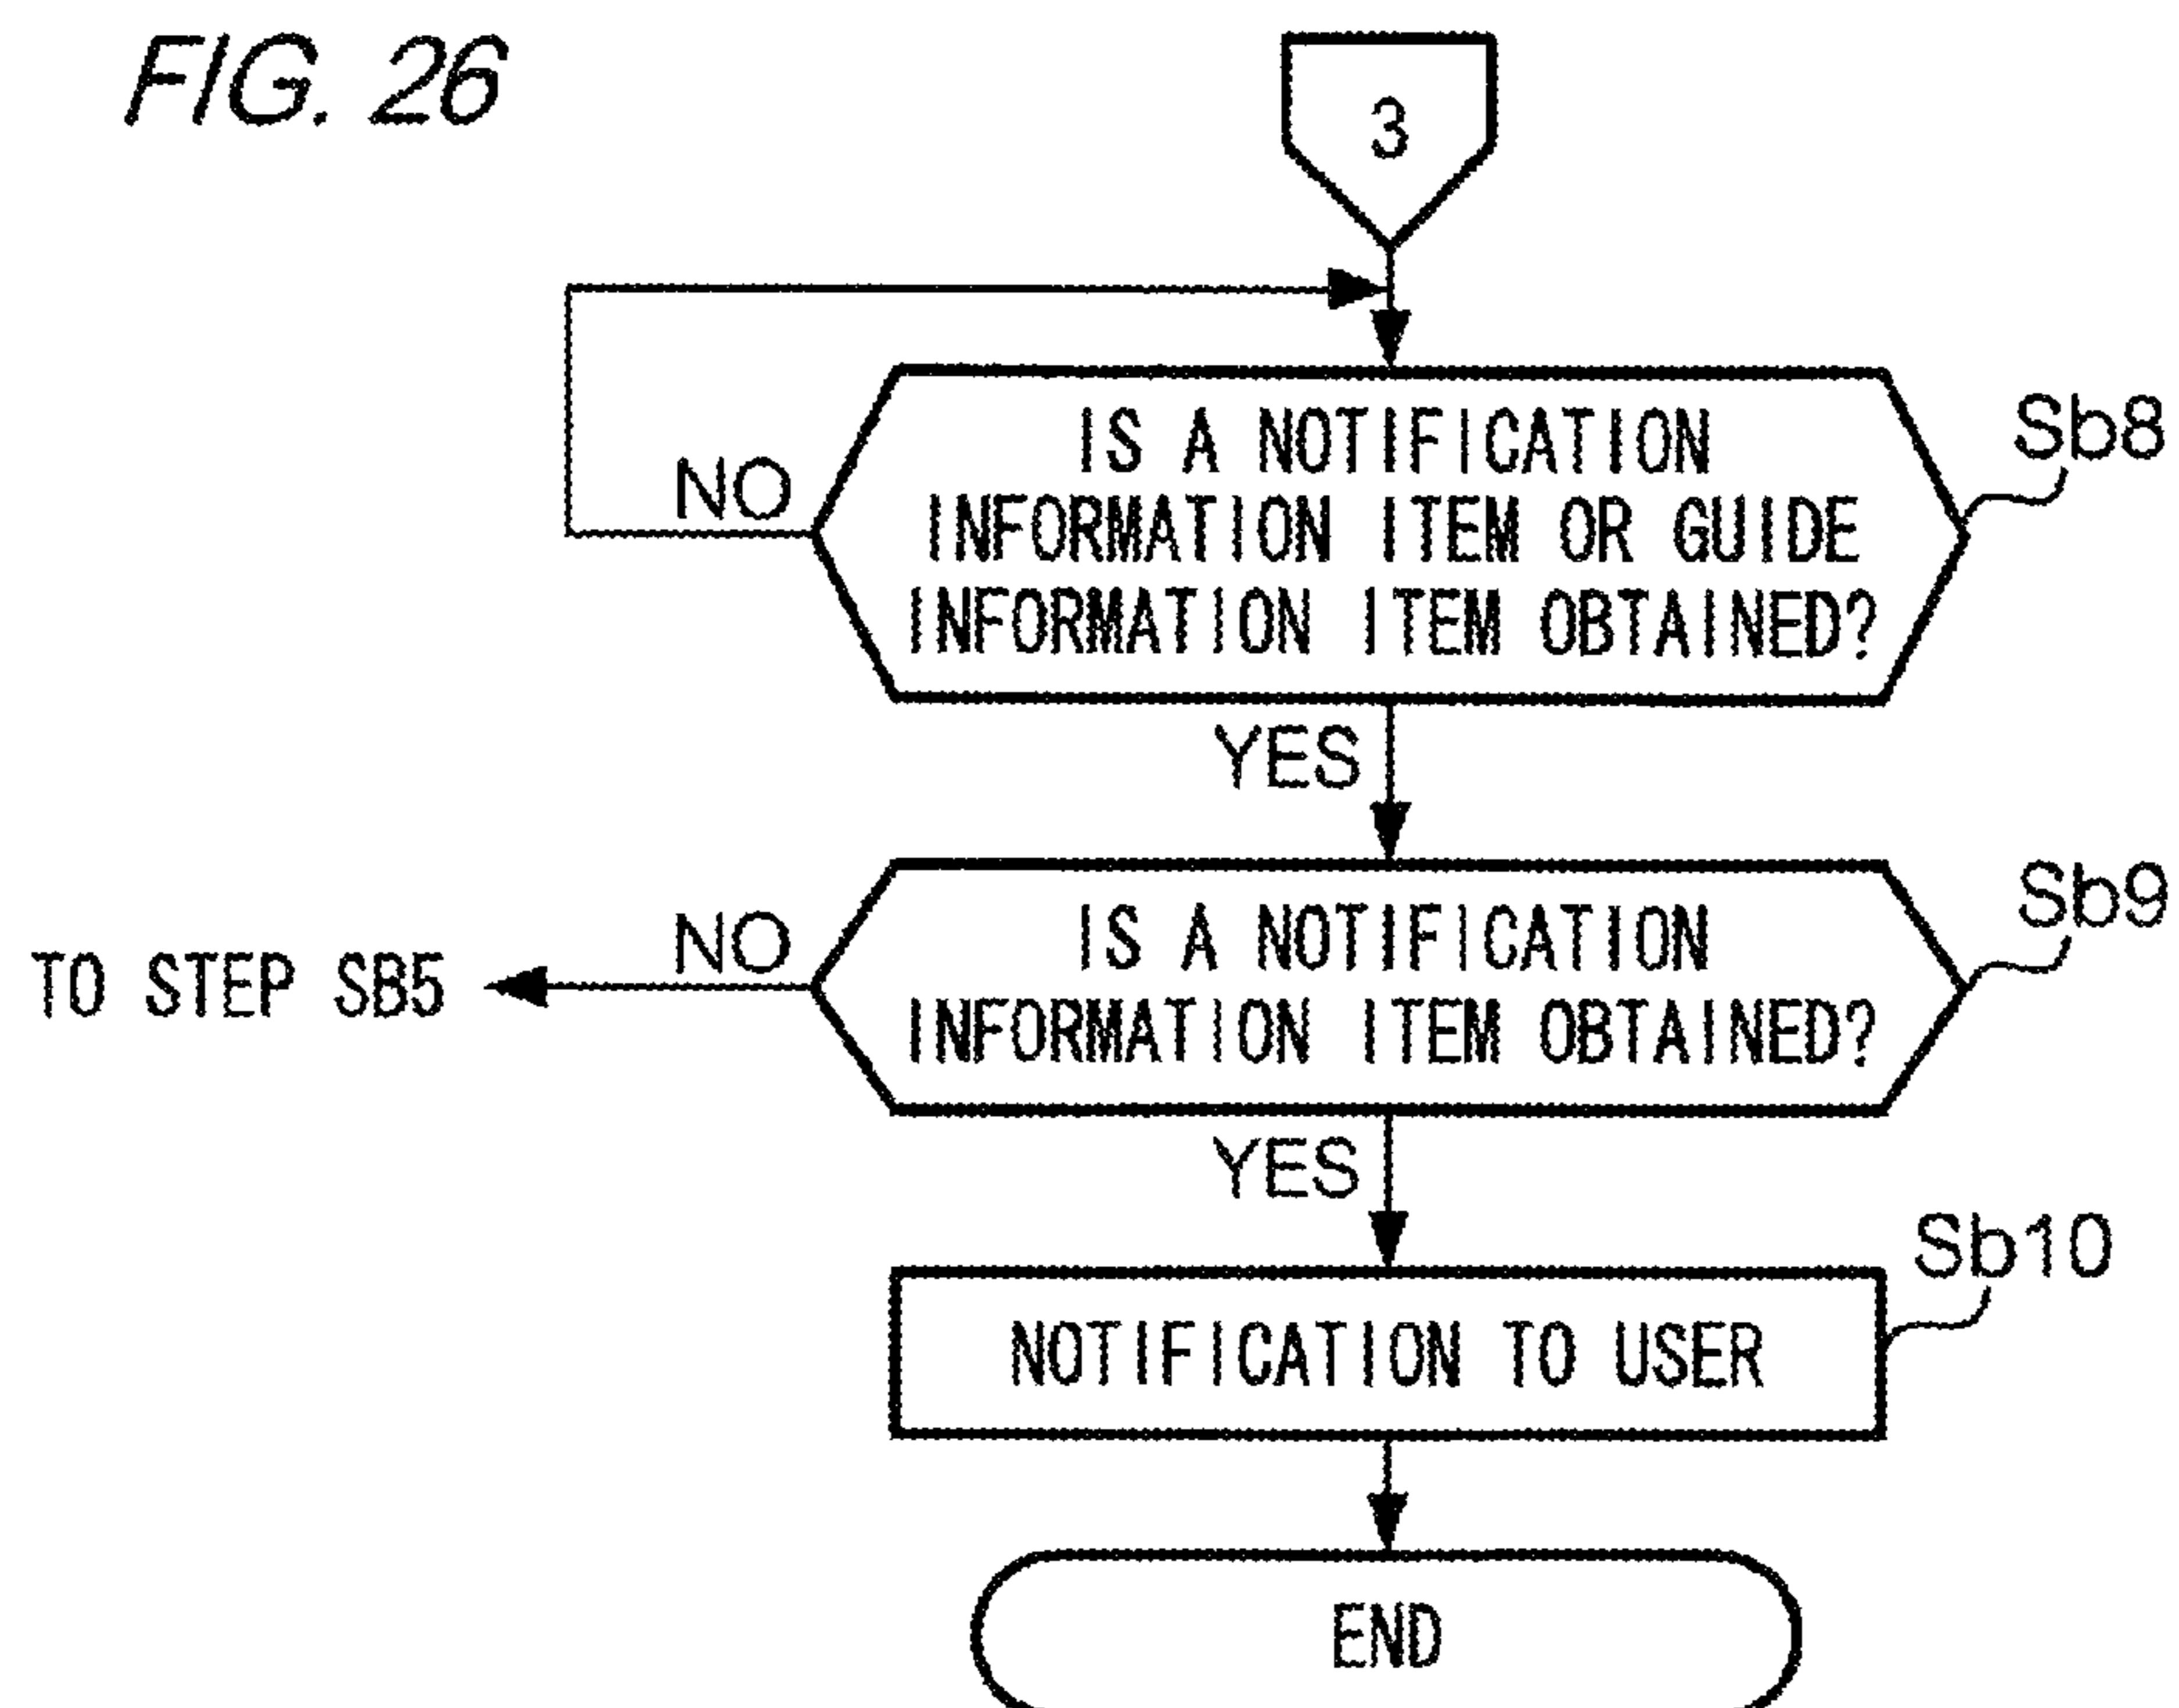 FIG. 26
3
IS A NOTIFICATION
INFORMATION ITEM OR GUIDE
INFORMATION ITEM OBTAINED?
Sb8
NO
YES
IS A NOTIFICATION
INFORMATION ITEM OBTAINED?
Sb9
NO
TO STEP SB5
YES
NOTIFICATION TO USER
Sb10
END